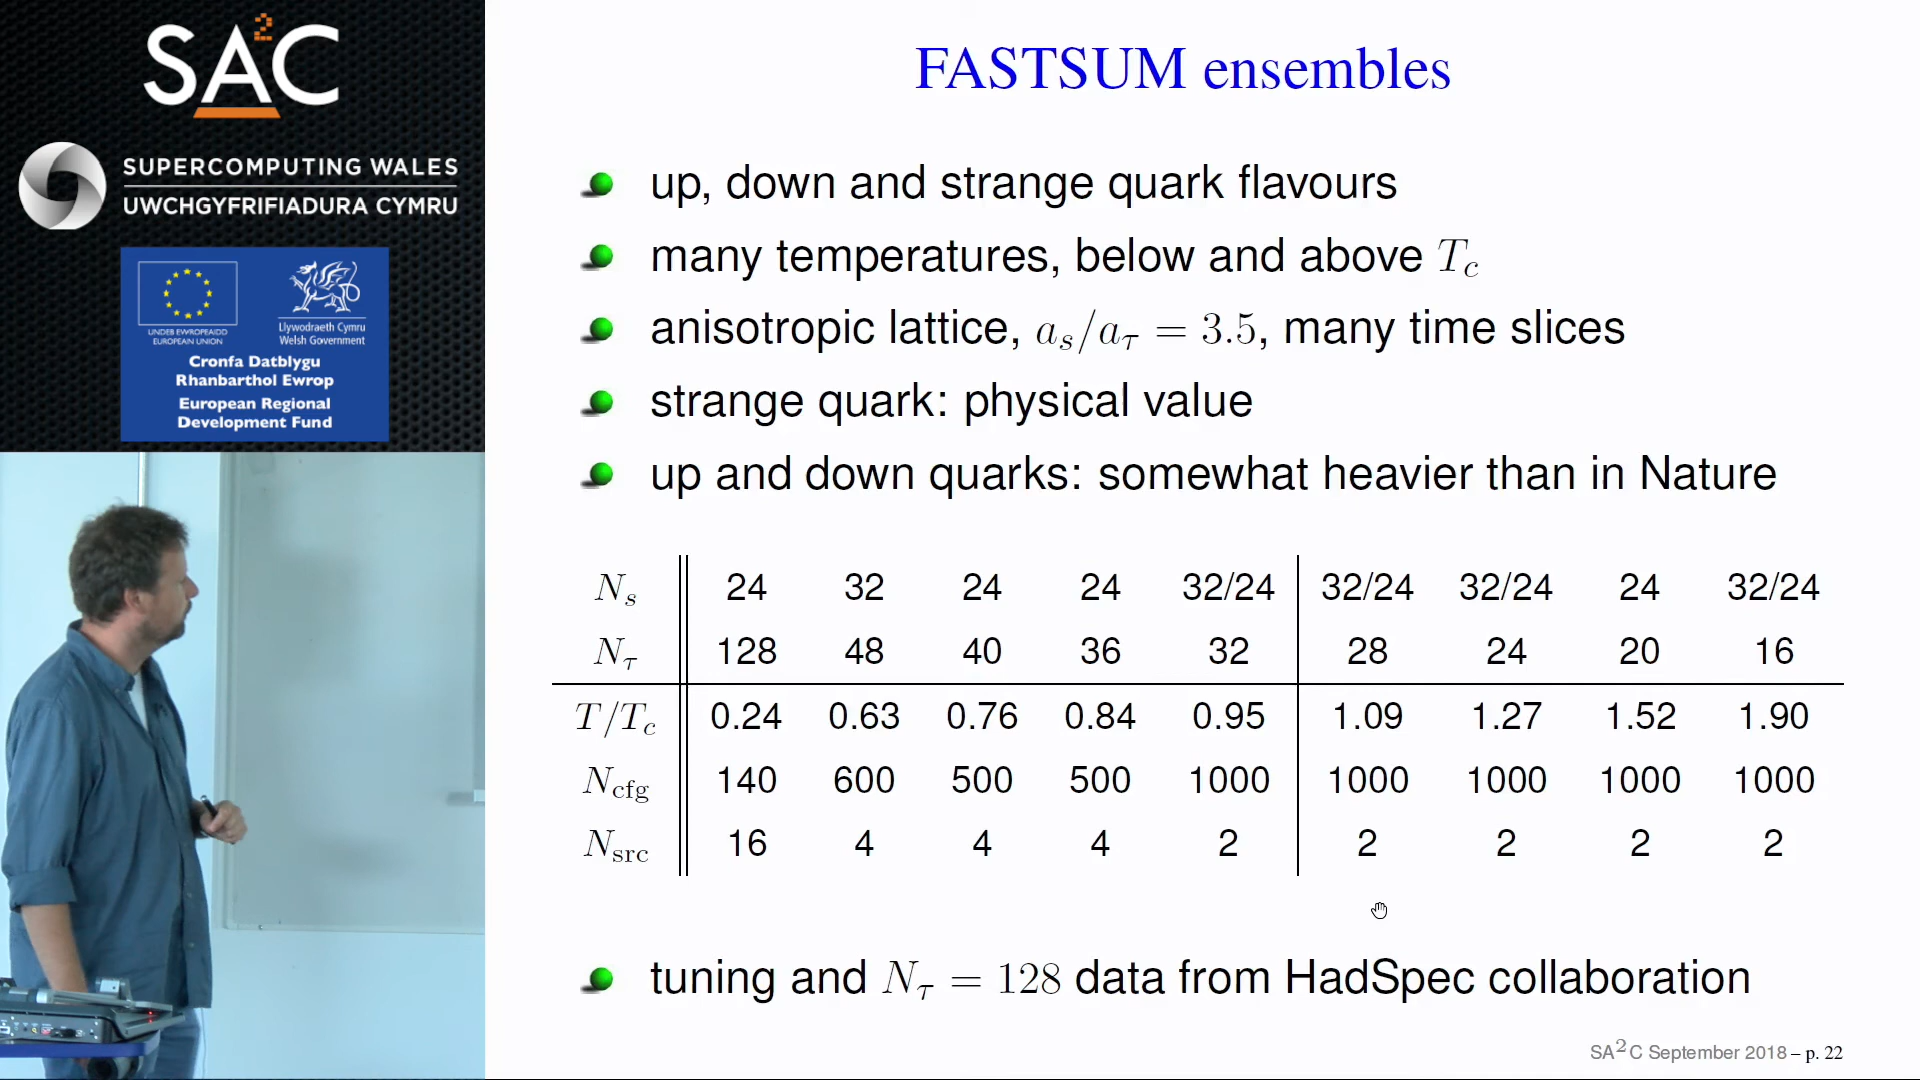 SA²C
SUPERCOMPUTING WALES
UWCHGYFRIFIADURA CYMRU
UNDEB EWROPEAIDD
EUROPEAN UNION
Llywodraeth Cymru
Welsh Government
Cronfa Datblygu
Rhanbarthol Ewrop
European Regional
Development Fund
FASTSUM ensembles
up, down and strange quark flavours
many temperatures, below and above T_c
anisotropic lattice, a_s/a_τ = 3.5, many time slices
strange quark: physical value
up and down quarks: somewhat heavier than in Nature
N_s 24 32 24 24 32/24 32/24 32/24 24 32/24
N_τ 128 48 40 36 32 28 24 20 16
T/T_c 0.24 0.63 0.76 0.84 0.95 1.09 1.27 1.52 1.90
N_cfg 140 600 500 500 1000 1000 1000 1000 1000
N_src 16 4 4 4 2 2 2 2 2
tuning and N_τ = 128 data from HadSpec collaboration
SA²C September 2018 – p. 22